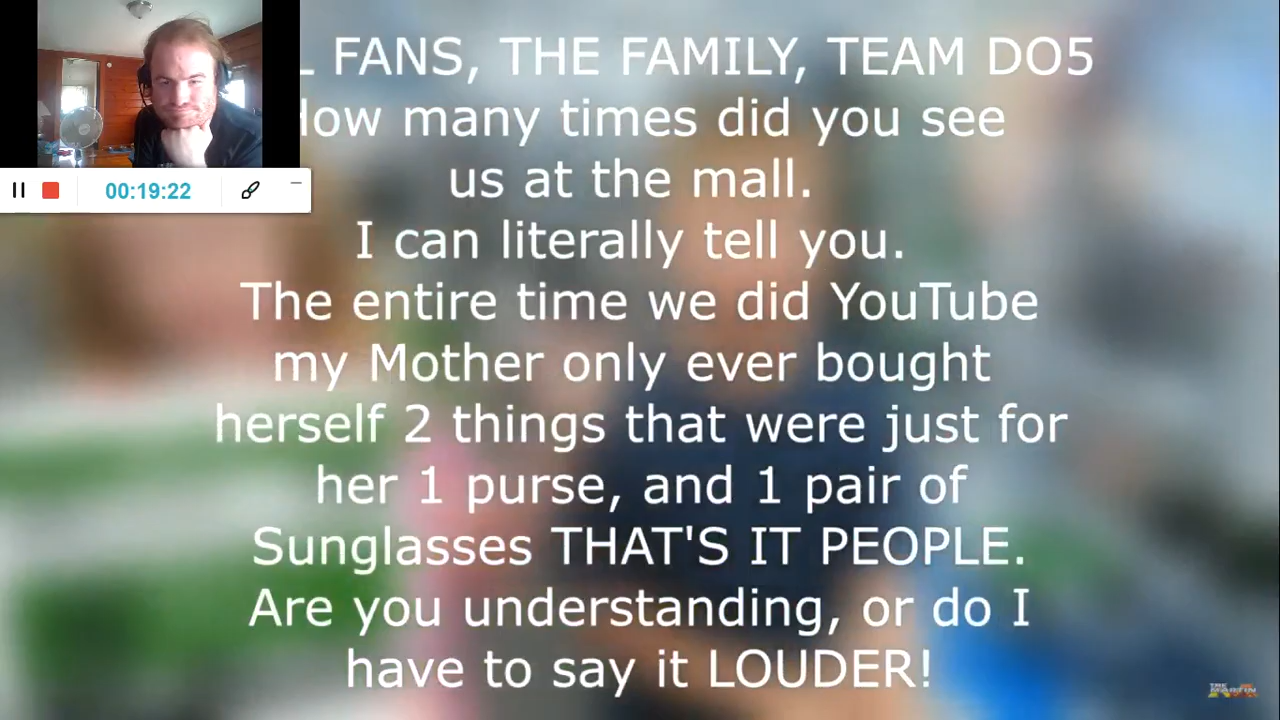 L FANS, THE FAMILY, TEAM DO5
How many times did you see
us at the mall.
I can literally tell you.
The entire time we did YouTube
my Mother only ever bought
herself 2 things that were just for
her 1 purse, and 1 pair of
Sunglasses THAT'S IT PEOPLE.
Are you understanding, or do I
have to say it LOUDER!
00:19:22
THE MARTIN